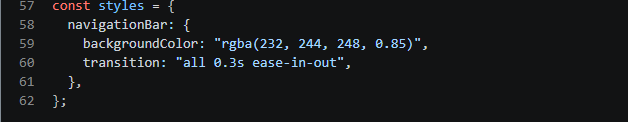 57 const styles = {
58 navigationBar: {
59 backgroundColor: "rgba(232, 244, 248, 0.85)",
60 transition: "all 0.3s ease-in-out",
61 },
62 };